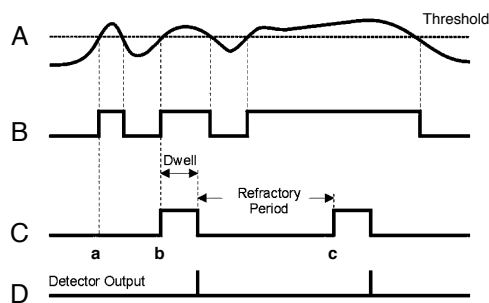 Threshold
A
B
Dwell
Refractory
Period
C
a b c
Detector Output
D